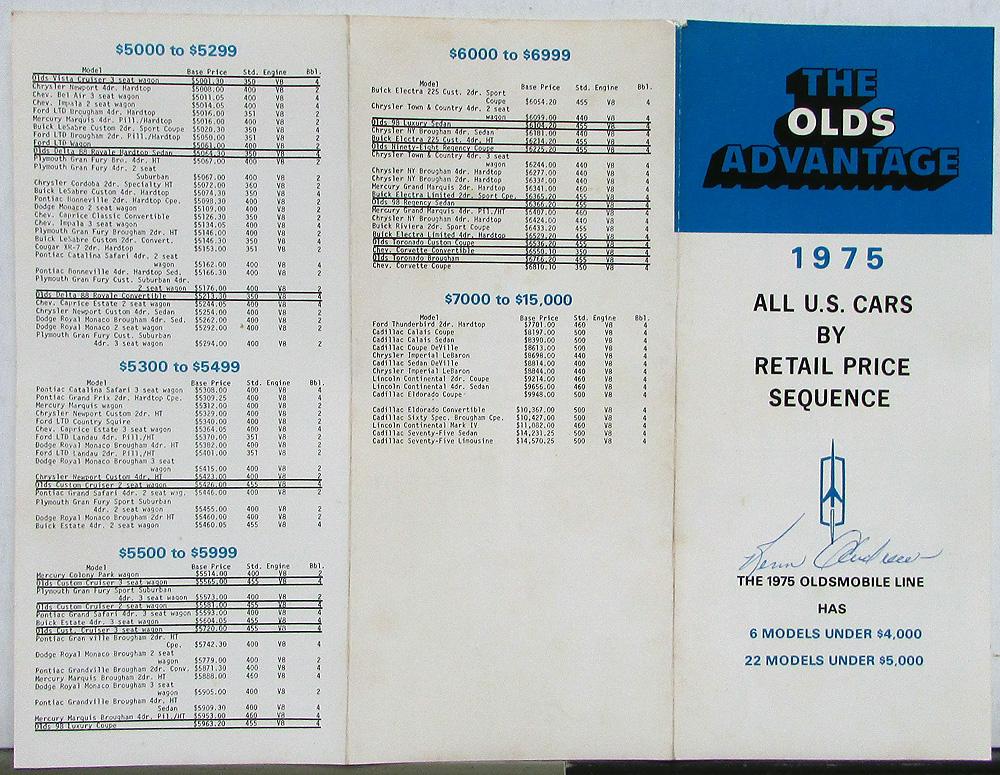 $5000 to $5299
Model Base Price Std. Engine Bbl.
Olds Vista Cruiser 3 seat wagon $5001.30 350 V8 4
Chrysler Newport 4dr. Hardtop $5008.00 400 V8 2
Chev. Bel Air 3 seat wagon $5011.05 400 V8 4
Chev. Impala 2 seat wagon $5014.05 400 V8 4
Ford LTD Brougham 4dr. Hardtop $5016.00 351 V8 2
Mercury Marquis 4dr. Pill./Hardtop $5016.00 400 V8 2
Buick LeSabre Custom 2dr. Sport Coupe $5020.30 350 V8 4
Ford LTD Brougham 2dr. Pill./Hardtop $5050.00 351 V8 2
Ford LTD Wagon $5061.00 400 V8 2
Olds Delta 88 Royale Hardtop Sedan $5064.30 350 V8 4
Plymouth Gran Fury Bro. 4dr. HT $5067.00 400 V8 2
Plymouth Gran Fury 4dr. 2 seat
Suburban $5067.00 400 V8 2
Chrysler Cordoba 2dr. Specialty HT $5072.00 360 V8 2
Buick LeSabre Custom 4dr. Hardtop $5074.30 350 V8 4
Pontiac Bonneville 2dr. Hardtop Cpe. $5098.30 400 V8 2
Dodge Monaco 2 seat wagon $5109.00 400 V8 2
Chev. Caprice Classic Convertible $5126.30 350 V8 2
Chev. Impala 3 seat wagon $5134.05 400 V8 4
Plymouth Gran Fury Brougham 2dr. HT $5146.00 400 V8 2
Buick LeSabre Custom 2dr. Convert. $5146.30 350 V8 4
Cougar XR-7 2dr. Hardtop $5153.00 351 V8 2
Pontiac Catalina Safari 4dr. 2 seat
wagon $5162.00 400 V8 4
Pontiac Bonneville 4dr. Hardtop Sed. $5166.30 400 V8 2
Plymouth Gran Fury Cust. Suburban 4dr.
2 seat wagon $5176.00 400 V8 2
Olds Delta 88 Royale Convertible $5213.30 350 V8 4
Chev. Caprice Estate 2 seat wagon $5244.05 400 V8 4
Chrysler Newport Custom 4dr. Sedan $5254.00 400 V8 2
Dodge Royal Monaco Brougham 4dr. Sed. $5262.00 400 V8 2
Dodge Royal Monaco 2 seat wagon $5292.00 400 V8 2
Plymouth Gran Fury Cust. Suburban
4dr. 3 seat wagon $5294.00 400 V8 2
$5300 to $5499
Model Base Price Std. Engine Bbl.
Pontiac Catalina Safari 3 seat wagon $5308.00 400 V8 4
Pontiac Grand Prix 2dr. Hardtop Cpe. $5309.25 400 V8 4
Mercury Marquis wagon $5312.00 400 V8 2
Chrysler Newport Custom 2dr. HT $5329.00 400 V8 2
Ford LTD Country Squire $5340.00 400 V8 2
Chev. Caprice Estate 3 seat wagon $5364.05 400 V8 4
Ford LTD Landau 4dr. Pill./HT $5370.00 351 V8 2
Dodge Royal Monaco Brougham 2dr. HT $5382.00 400 V8 2
Ford LTD Landau 2dr. Pill./HT $5401.00 351 V8 2
Dodge Royal Monaco Brougham 3 seat
wagon $5415.00 400 V8 2
Chrysler Newport Custom 4dr. HT $5423.00 400 V8 2
Olds Custom Cruiser 2 seat wagon $5426.00 455 V8 4
Pontiac Grand Safari 4dr. 2 seat wag. $5446.00 400 V8 2
Plymouth Gran Fury Sport Suburban
4dr. 2 seat wagon $5455.00 400 V8 2
Dodge Royal Monaco Brougham 2dr HT $5460.00 400 V8 2
Buick Estate 4dr. 2 seat wagon $5460.05 455 V8 4
$5500 to $5999
Model Base Price Std. Engine Bbl.
Mercury Colony Park wagon $5514.00 400 V8 2
Olds Custom Cruiser 3 seat wagon $5565.00 455 V8 4
Plymouth Gran Fury Sport Suburban
4dr. 3 seat wagon $5573.00 400 V8 2
Olds Custom Cruiser 2 seat wagon $5581.00 455 V8 4
Pontiac Grand Safari 4dr. 3 seat wagon $5593.00 400 V8 4
Buick Estate 4dr. 3 seat wagon $5604.05 455 V8 4
Olds Cust. Cruiser 3 seat wagon $5720.00 455 V8 4
Pontiac Gran ville Brougham 2dr. HT
Cpe. $5742.30 400 V8 4
Dodge Royal Monaco Brougham 2 seat
wagon $5779.00 400 V8 2
Pontiac Grandville Brougham 2dr. Conv. $5871.30 400 V8 4
Mercury Marquis Brougham 2dr. HT $5888.00 460 V8 4
Dodge Royal Monaco Brougham 3 seat
wagon $5905.00 400 V8 2
Pontiac Grandville Brougham 4dr. HT
Sedan $5909.30 400 V8 4
Mercury Marquis Brougham 4dr. Pil./HT $5953.00 460 V8 4
Olds 98 Luxury Coupe $5963.20 455 V8 4
$6000 to $6999
Model Base Price Std. Engine Bbl.
Buick Electra 225 Cust. 2dr. Sport
Coupe $6054.20 455 V8 4
Chrysler Town & Country 4dr. 2 seat
wagon $6099.00 440 V8 4
Olds 98 Luxury Sedan $6104.20 455 V8 4
Chrysler NY Brougham 4dr. Sedan $6181.00 440 V8 4
Buick Electra 225 Cust. 4dr. HT $6214.20 455 V8 4
Olds Ninety-Eight Regency Coupe $6225.20 455 V8 4
Chrysler Town & Country 4dr. 3 seat
wagon $6244.00 440 V8 4
Chrysler NY Brougham 4dr. HT $6277.00 440 V8 4
Chrysler NY Brougham 2dr. HT $6334.00 440 V8 4
Mercury Grand Marquis 2dr. HT $6341.00 460 V8 4
Buick Electra Limited 2dr. Sport Cpe. $6365.20 455 V8 4
Olds 98 Regency Sedan $6366.20 455 V8 4
Mercury Grand Marquis 4dr. Pil./HT $6407.00 460 V8 4
Chrysler NY Brougham 4dr. HT $6424.00 440 V8 4
Buick Riviera 2dr. Sport Coupe $6433.20 455 V8 4
Buick Electra Limited 4dr. Hardtop $6529.20 455 V8 4
Olds Toronado Custom Coupe $6536.20 455 V8 4
Chev. Corvette Convertible $6550.10 350 V8 4
Olds Toronado Brougham $6766.20 455 V8 4
Chev. Corvette Coupe $6810.10 350 V8 4
$7000 to $15,000
Model Base Price Std. Engine Bbl.
Ford Thunderbird 2dr. Hardtop $7701.00 460 V8 4
Cadillac Calais Coupe $8197.00 500 V8 4
Cadillac Calais Sedan $8390.00 500 V8 4
Cadillac Coupe DeVille $8613.00 500 V8 4
Chrysler Imperial LeBaron $8698.00 440 V8 4
Cadillac Sedan DeVille $8814.00 500 V8 4
Chrysler Imperial LeBaron $8844.00 440 V8 4
Lincoln Continental 2dr. Coupe $9214.00 460 V8 4
Lincoln Continental 4dr. Sedan $9656.00 460 V8 4
Cadillac Eldorado Coupe $9948.00 500 V8 4
Cadillac Eldorado Convertible $10,367.00 500 V8 4
Cadillac Sixty Spec. Brougham Cpe. $10,427.00 500 V8 4
Lincoln Continental Mark IV $11,082.00 460 V8 4
Cadillac Seventy-Five Sedan $14,231.25 500 V8 4
Cadillac Seventy-Five Limousine $14,570.25 500 V8 4
THE
OLDS
ADVANTAGE
1975
ALL U.S. CARS
BY
RETAIL PRICE
SEQUENCE
THE 1975 OLDSMOBILE LINE
HAS
6 MODELS UNDER $4,000
22 MODELS UNDER $5,000